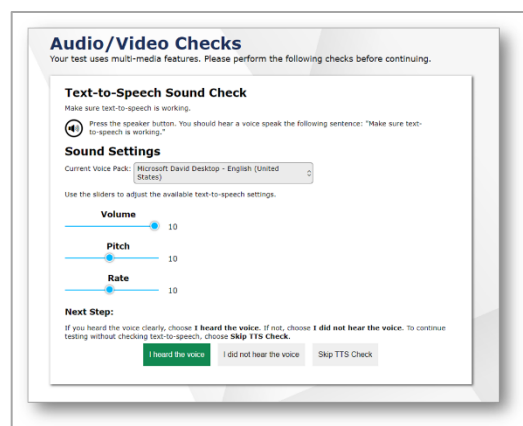 Audio/Video Checks
Your test uses multi-media features. Please perform the following checks before continuing.
Text-to-Speech Sound Check
Make sure text-to-speech is working.
Press the speaker button. You should hear a voice speak the following sentence: "Make sure text-
to-speech is working."
Sound Settings
Current Voice Pack: Microsoft David Desktop - English (United
States)
Use the sliders to adjust the available text-to-speech settings.
Volume
10
Pitch
10
Rate
10
Next Step:
If you heard the voice clearly, choose I heard the voice. If not, choose I did not hear the voice. To continue
testing without checking text-to-speech, choose Skip TTS Check.
I heard the voice I did not hear the voice Skip TTS Check